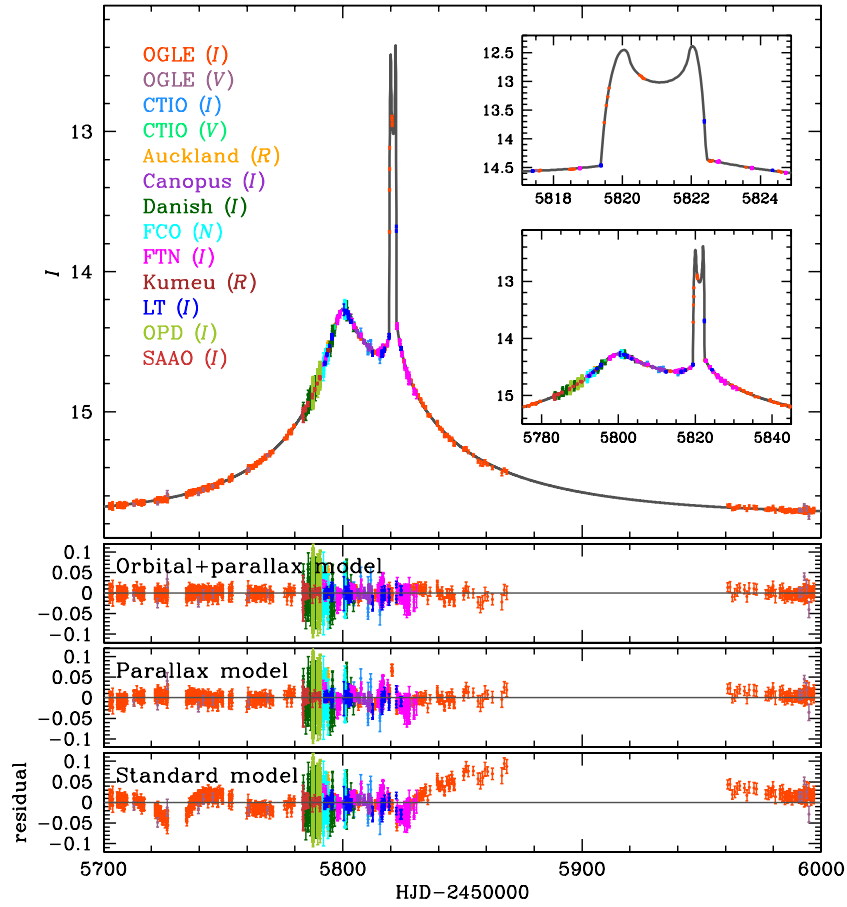 OGLE (I)
OGLE (V)
CTIO (I)
CTIO (V)
Auckland (R)
Canopus (I)
Danish (I)
FCO (N)
FTN (I)
Kumeu (R)
LT (I)
OPD (I)
SAAO (I)
I
13
14
15
12.5
13
13.5
14
14.5
5818 5820 5822 5824
13
14
15
5780 5800 5820 5840
Orbital+parallax model
0.1
0.05
0
−0.05
−0.1
Parallax model
0.1
0.05
0
−0.05
−0.1
Standard model
0.1
0.05
0
−0.05
−0.1
residual
5700 5800 5900 6000
HJD−2450000